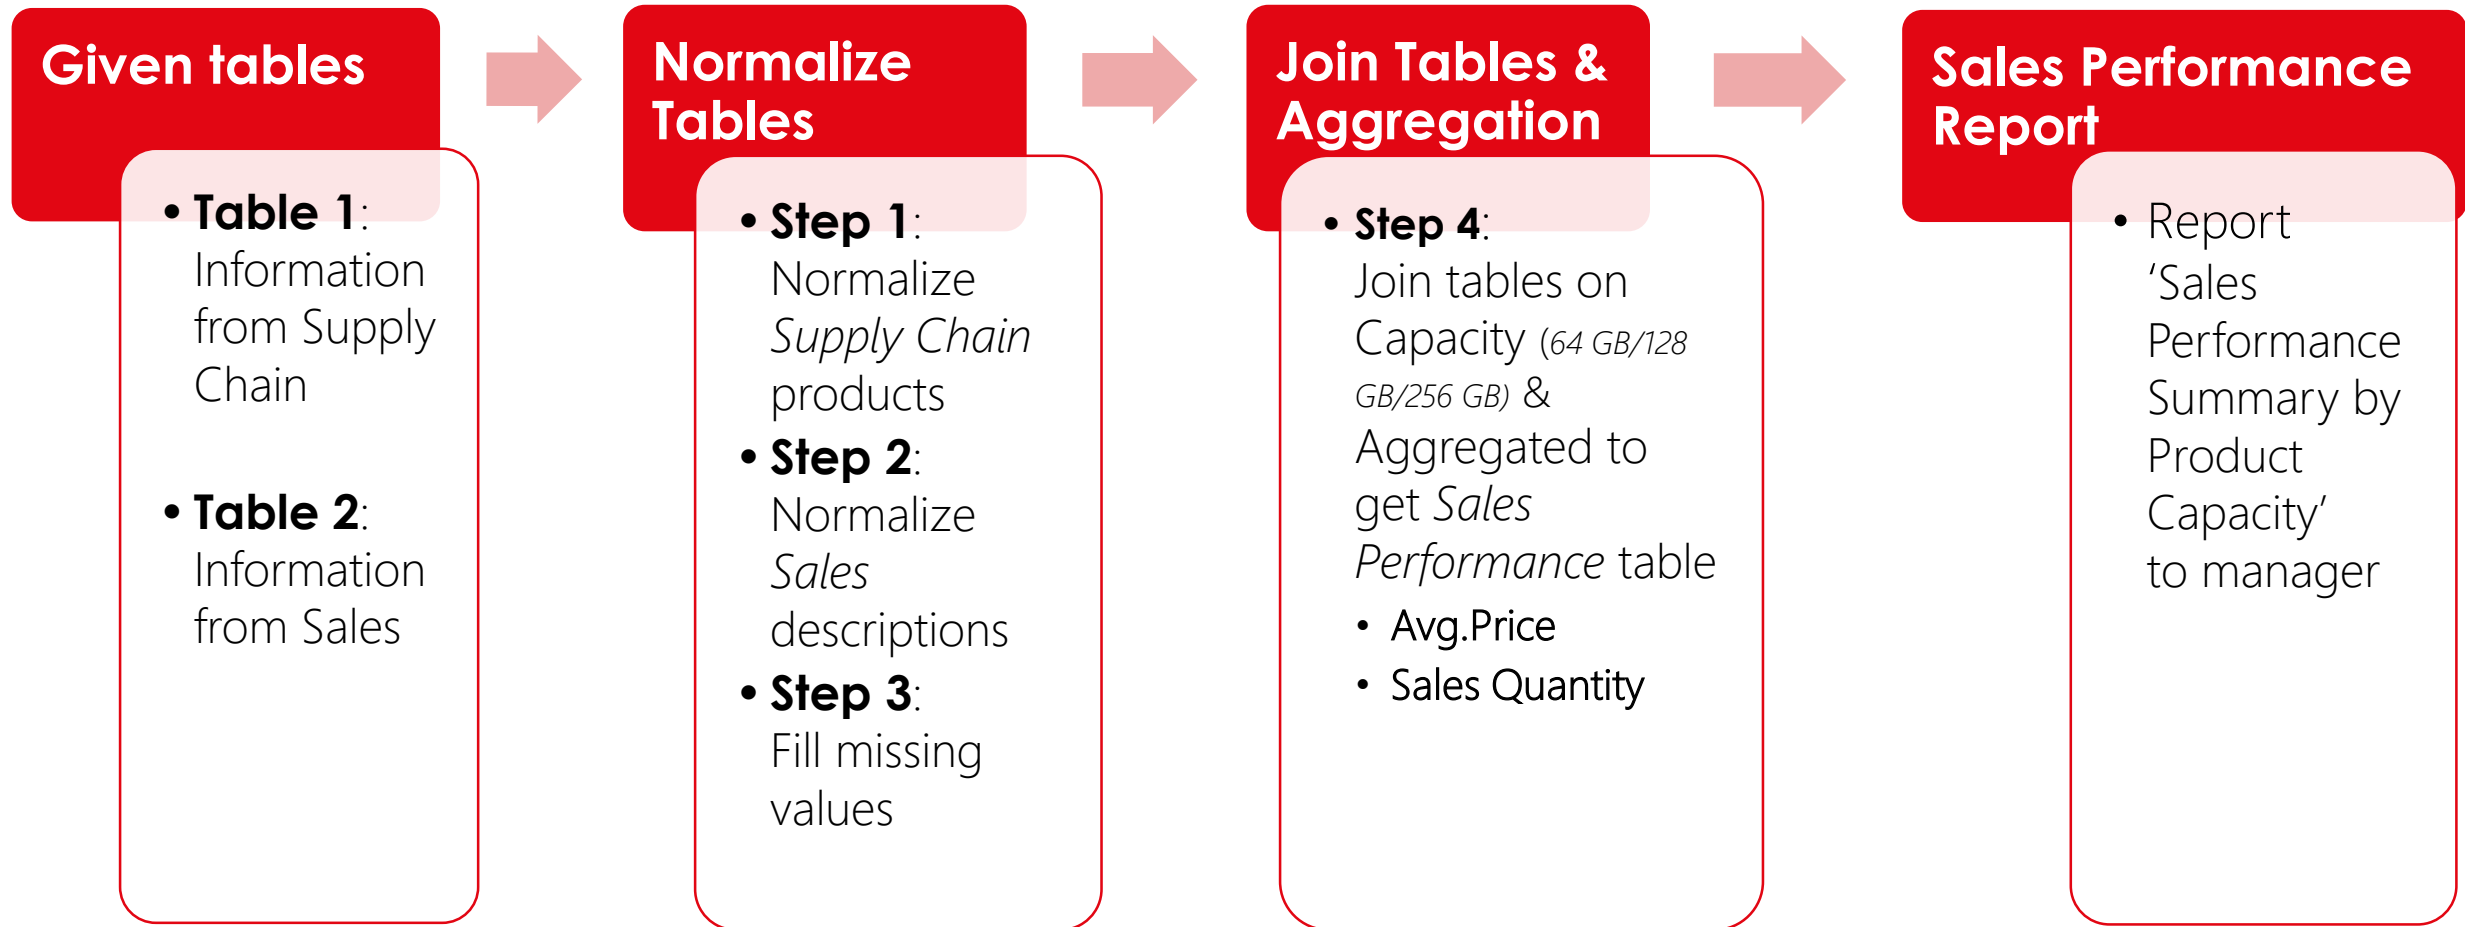 Given tables
• Table 1:
Information
from Supply
Chain
• Table 2:
Information
from Sales
Normalize
Tables
• Step 1:
Normalize
Supply Chain
products
• Step 2:
Normalize
Sales
descriptions
• Step 3:
Fill missing
values
Join Tables &
Aggregation
• Step 4:
Join tables on
Capacity (64 GB/128
GB/256 GB) &
Aggregated to
get Sales
Performance table
• Avg.Price
• Sales Quantity
Sales Performance
Report
• Report
‘Sales
Performance
Summary by
Product
Capacity’
to manager